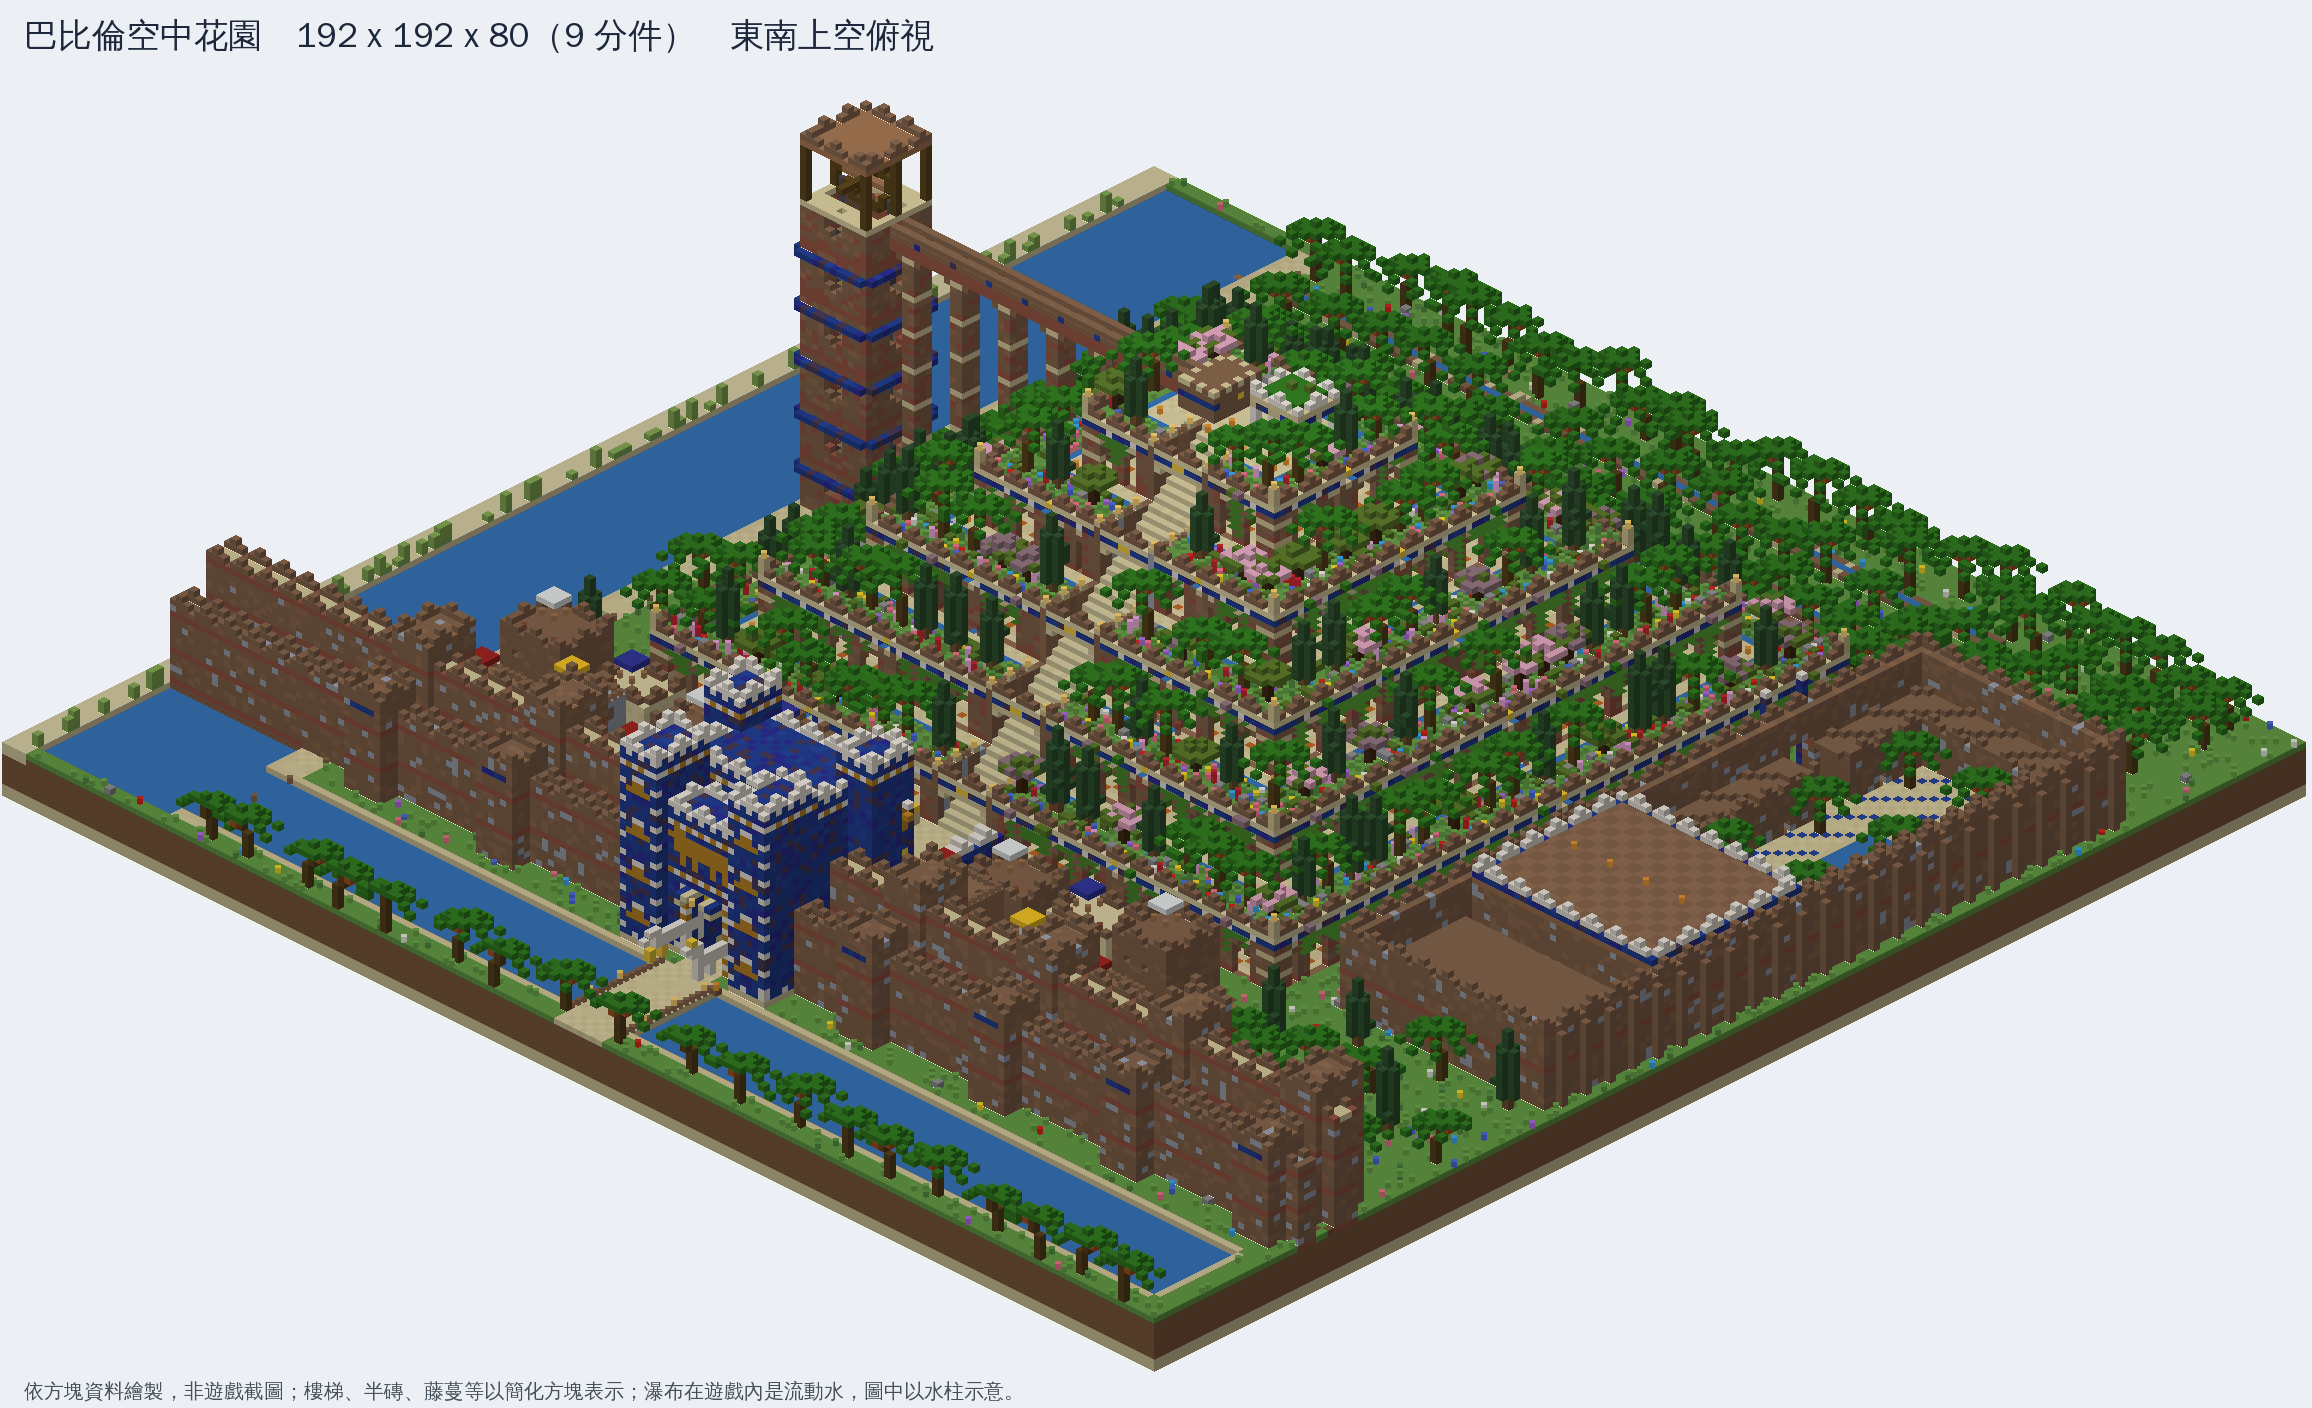 巴比倫空中花園　192 x 192 x 80（9 分件）　東南上空俯視
依方塊資料繪製，非遊戲截圖；樓梯、半磚、藤蔓等以簡化方塊表示；瀑布在遊戲內是流動水，圖中以水柱示意。